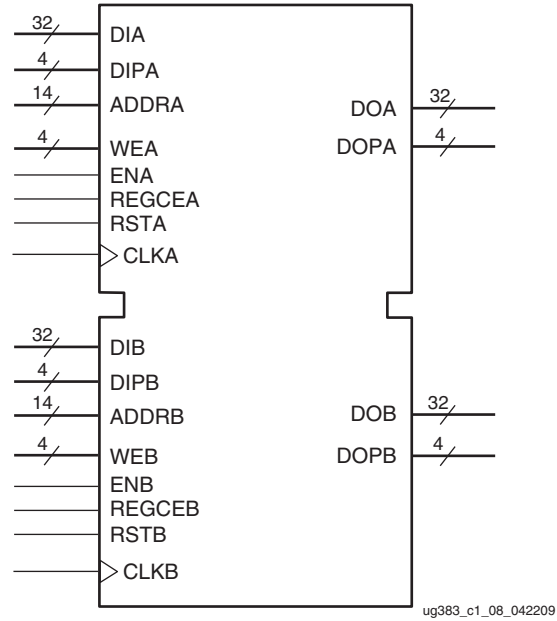 32
DIA
4
DIPA
14
ADDRA
4
WEA
ENA
REGCEA
RSTA
CLKA
DOA
32
DOPA
4
32
DIB
4
DIPB
14
ADDRB
4
WEB
ENB
REGCEB
RSTB
CLKB
DOB
32
DOPB
4
ug383_c1_08_042209